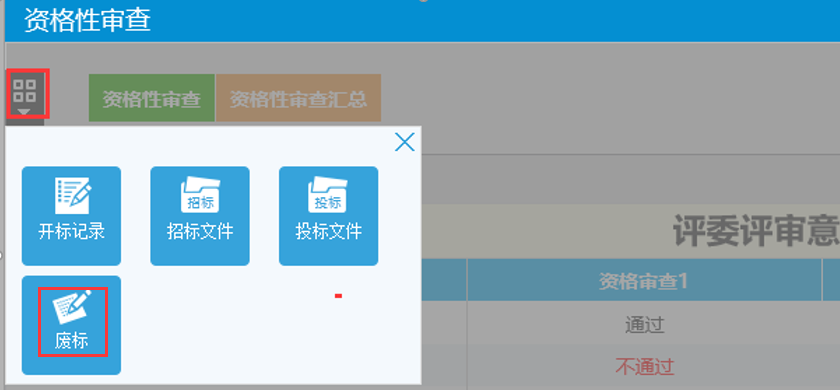 资格性审查
资格性审查
资格性审查汇总
招标
投标
开标记录
招标文件
投标文件
废标
评委评审意
资格审查1
通过
不通过